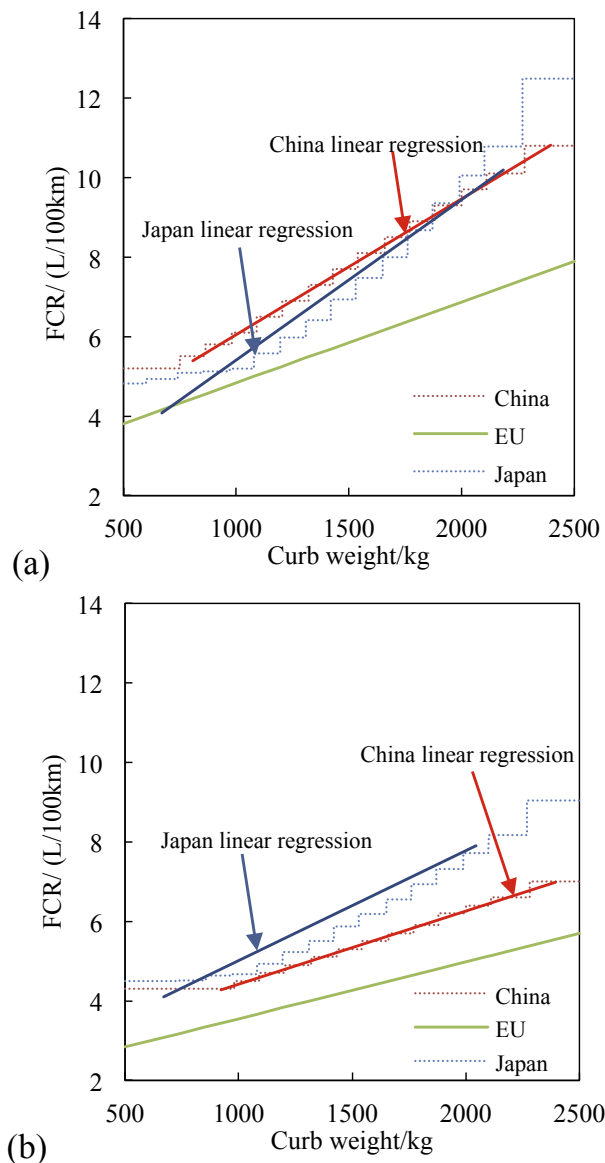 14
12
10
8
6
4
2
FCR/ (L/100km)
China linear regression
Japan linear regression
China
EU
Japan
500 1000 1500 2000 2500
Curb weight/kg
(a)
14
12
10
8
6
4
2
FCR/ (L/100km)
China linear regression
Japan linear regression
China
EU
Japan
500 1000 1500 2000 2500
Curb weight/kg
(b)